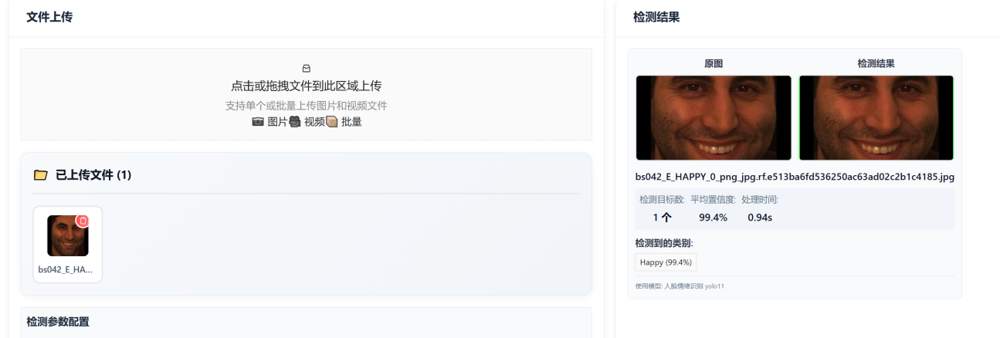 文件上传
点击或拖拽文件到此区域上传
支持单个或批量上传图片和视频文件
图片 视频 批量
已上传文件 (1)
bs042_E_HA...
检测参数配置
检测结果
原图 检测结果
bs042_E_HAPPY_0_png_jpg.rf.e513ba6fd536250ac63ad02c2b1c4185.jpg
检测目标数: 平均置信度: 处理时间:
1 个 99.4% 0.94s
检测到的类别:
Happy (99.4%)
使用模型: 人脸情绪识别 yolo11